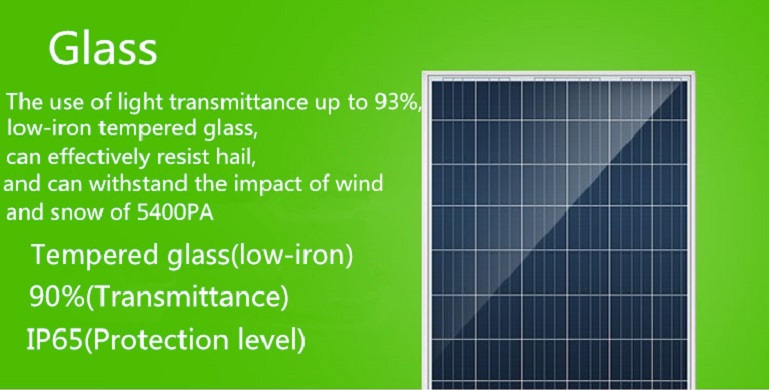 Glass
The use of light transmittance up to 93%,
low-iron tempered glass,
can effectively resist hail,
and can withstand the impact of wind
and snow of 5400PA
Tempered glass(low-iron)
90%(Transmittance)
IP65(Protection level)